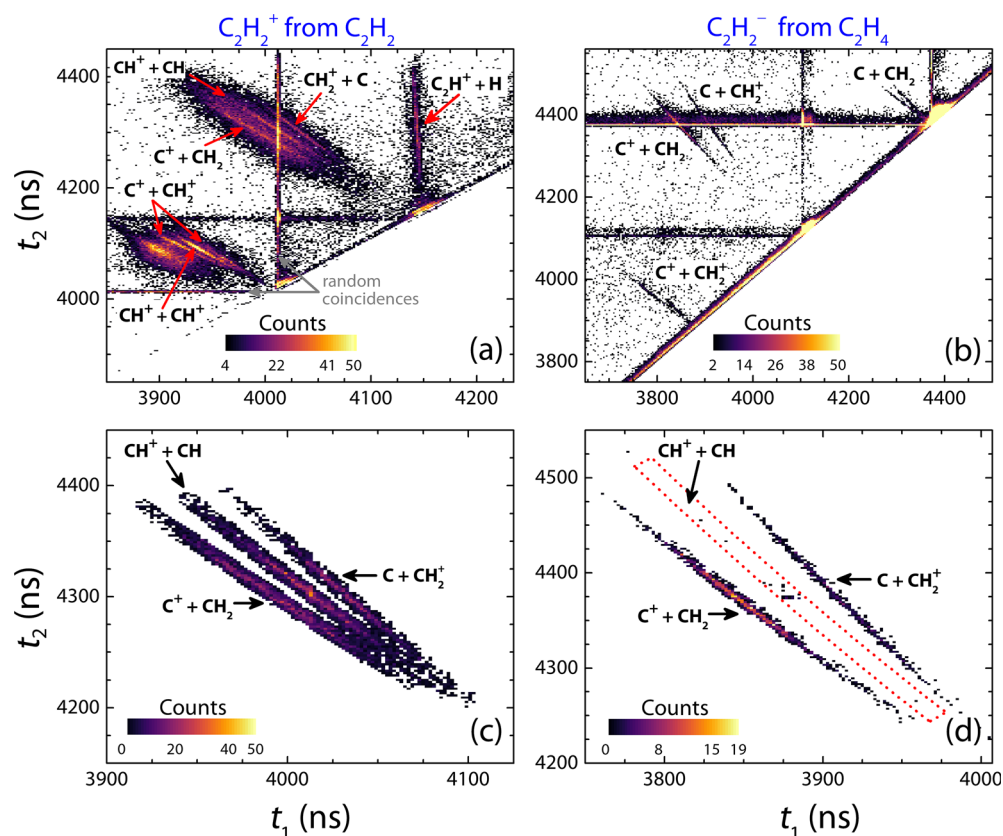 C₂H₂⁺ from C₂H₂
C₂H₂⁻ from C₂H₄
t₂ (ns)
4400
4200
4000
3900
4000
4100
4200
CH⁺ + CH
CH₂⁺ + C
C₂H⁺ + H
C⁺ + CH₂
C⁺ + CH₂⁺
CH⁺ + CH⁺
random
coincidences
Counts
4 22 41 50
(a)
4400
4200
4000
3800
3800
4000
4200
4400
C + CH₂
C + CH₂⁺
C⁺ + CH₂
C⁺ + CH₂⁺
Counts
2 14 26 38 50
(b)
t₂ (ns)
4400
4300
4200
3900
4000
4100
t₁ (ns)
CH⁺ + CH
C + CH₂⁺
C⁺ + CH₂
Counts
0 20 40 50
(c)
4500
4400
4300
4200
3800
3900
4000
t₁ (ns)
CH⁺ + CH
C + CH₂⁺
C⁺ + CH₂
Counts
0 8 15 19
(d)